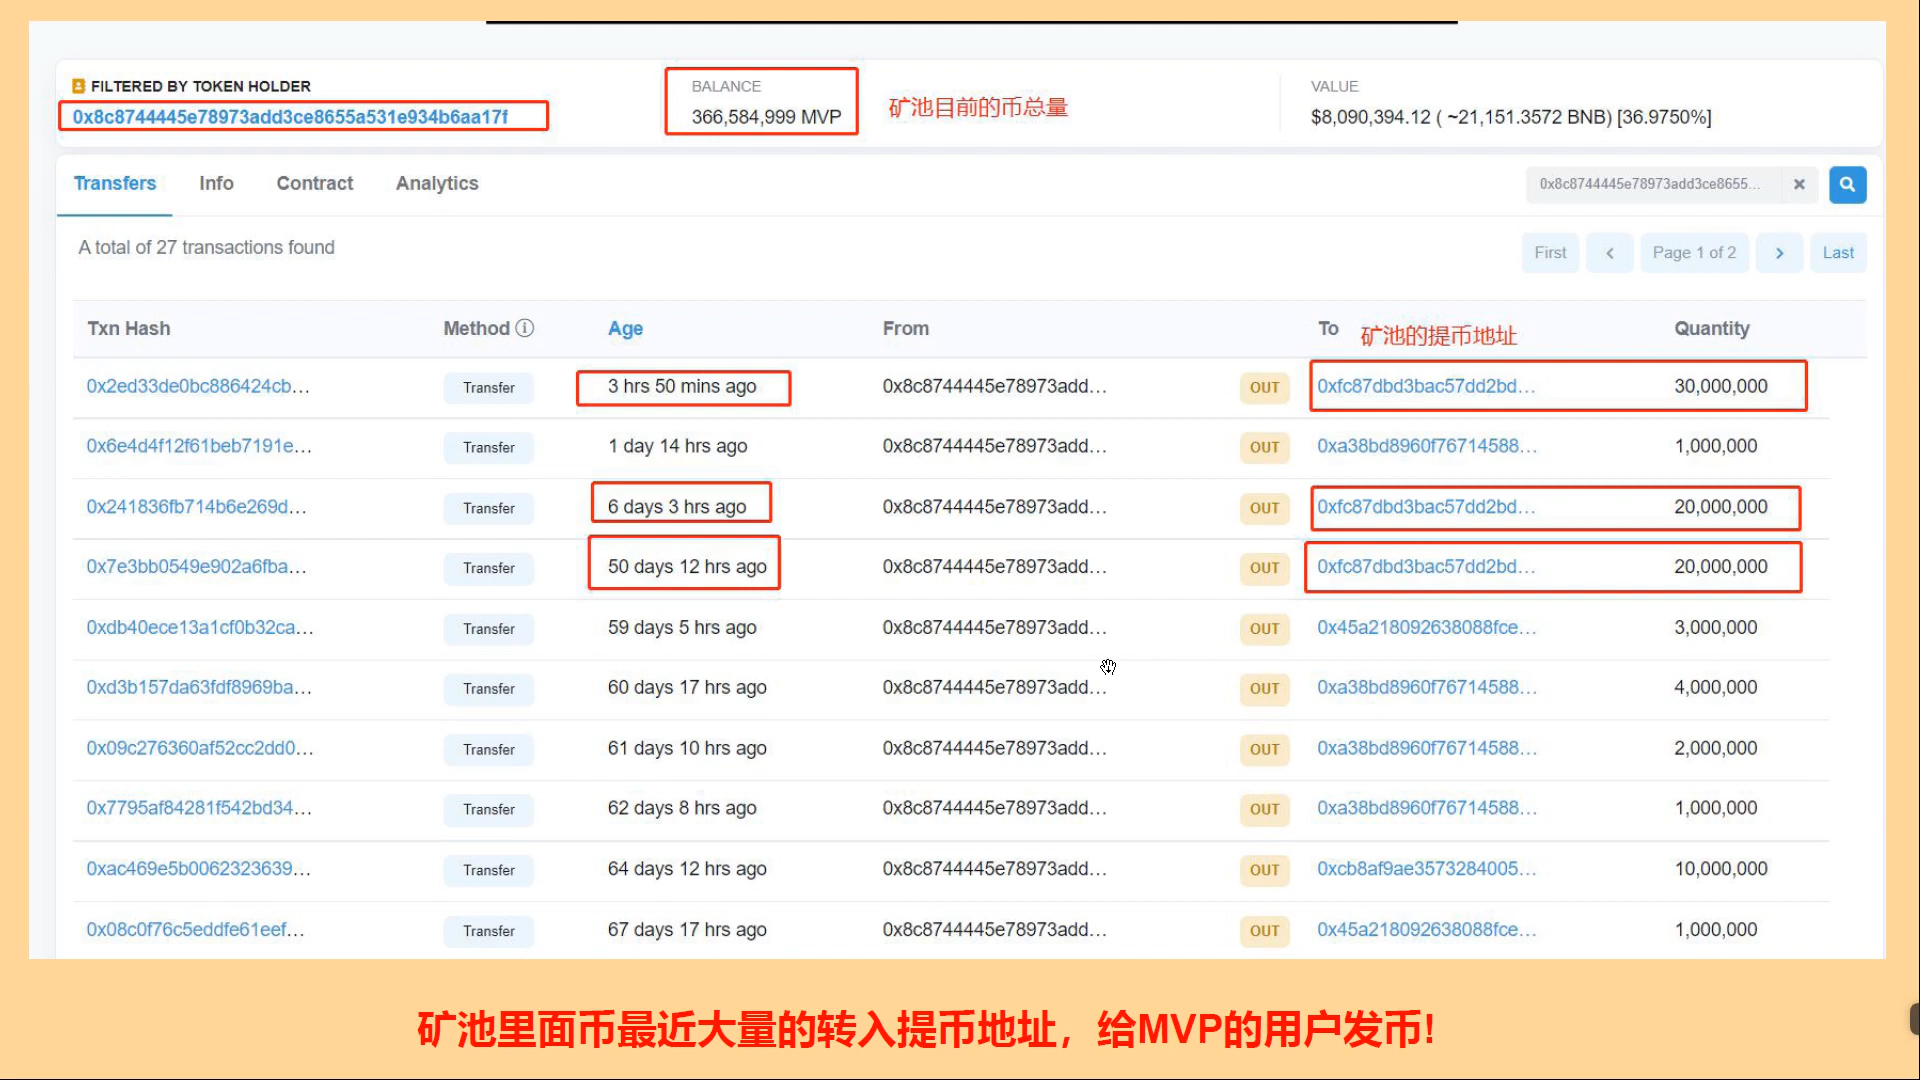 FILTERED BY TOKEN HOLDER
0x8c8744445e78973add3ce8655a531e934b6aa17f
BALANCE
366,584,999 MVP
矿池目前的币总量
VALUE
$8,090,394.12 ( ~21,151.3572 BNB) [36.9750%]
Transfers Info Contract Analytics
0x8c8744445e78973add3ce8655...
A total of 27 transactions found
First Page 1 of 2 Last
Txn Hash Method Age From To 矿池的提币地址 Quantity
0x2ed33de0bc886424cb... Transfer 3 hrs 50 mins ago 0x8c8744445e78973add... OUT 0xfc87dbd3bac57dd2bd... 30,000,000
0x6e4d4f12f61beb7191e... Transfer 1 day 14 hrs ago 0x8c8744445e78973add... OUT 0xa38bd8960f76714588... 1,000,000
0x241836fb714b6e269d... Transfer 6 days 3 hrs ago 0x8c8744445e78973add... OUT 0xfc87dbd3bac57dd2bd... 20,000,000
0x7e3bb0549e902a6fba... Transfer 50 days 12 hrs ago 0x8c8744445e78973add... OUT 0xfc87dbd3bac57dd2bd... 20,000,000
0xdb40ece13a1cf0b32ca... Transfer 59 days 5 hrs ago 0x8c8744445e78973add... OUT 0x45a218092638088fce... 3,000,000
0xd3b157da63fdf8969ba... Transfer 60 days 17 hrs ago 0x8c8744445e78973add... OUT 0xa38bd8960f76714588... 4,000,000
0x09c276360af52cc2dd0... Transfer 61 days 10 hrs ago 0x8c8744445e78973add... OUT 0xa38bd8960f76714588... 2,000,000
0x7795af84281f542bd34... Transfer 62 days 8 hrs ago 0x8c8744445e78973add... OUT 0xa38bd8960f76714588... 1,000,000
0xac469e5b0062323639... Transfer 64 days 12 hrs ago 0x8c8744445e78973add... OUT 0xcb8af9ae3573284005... 10,000,000
0x08c0f76c5eddfe61eef... Transfer 67 days 17 hrs ago 0x8c8744445e78973add... OUT 0x45a218092638088fce... 1,000,000
矿池里面币最近大量的转入提币地址，给MVP的用户发币!